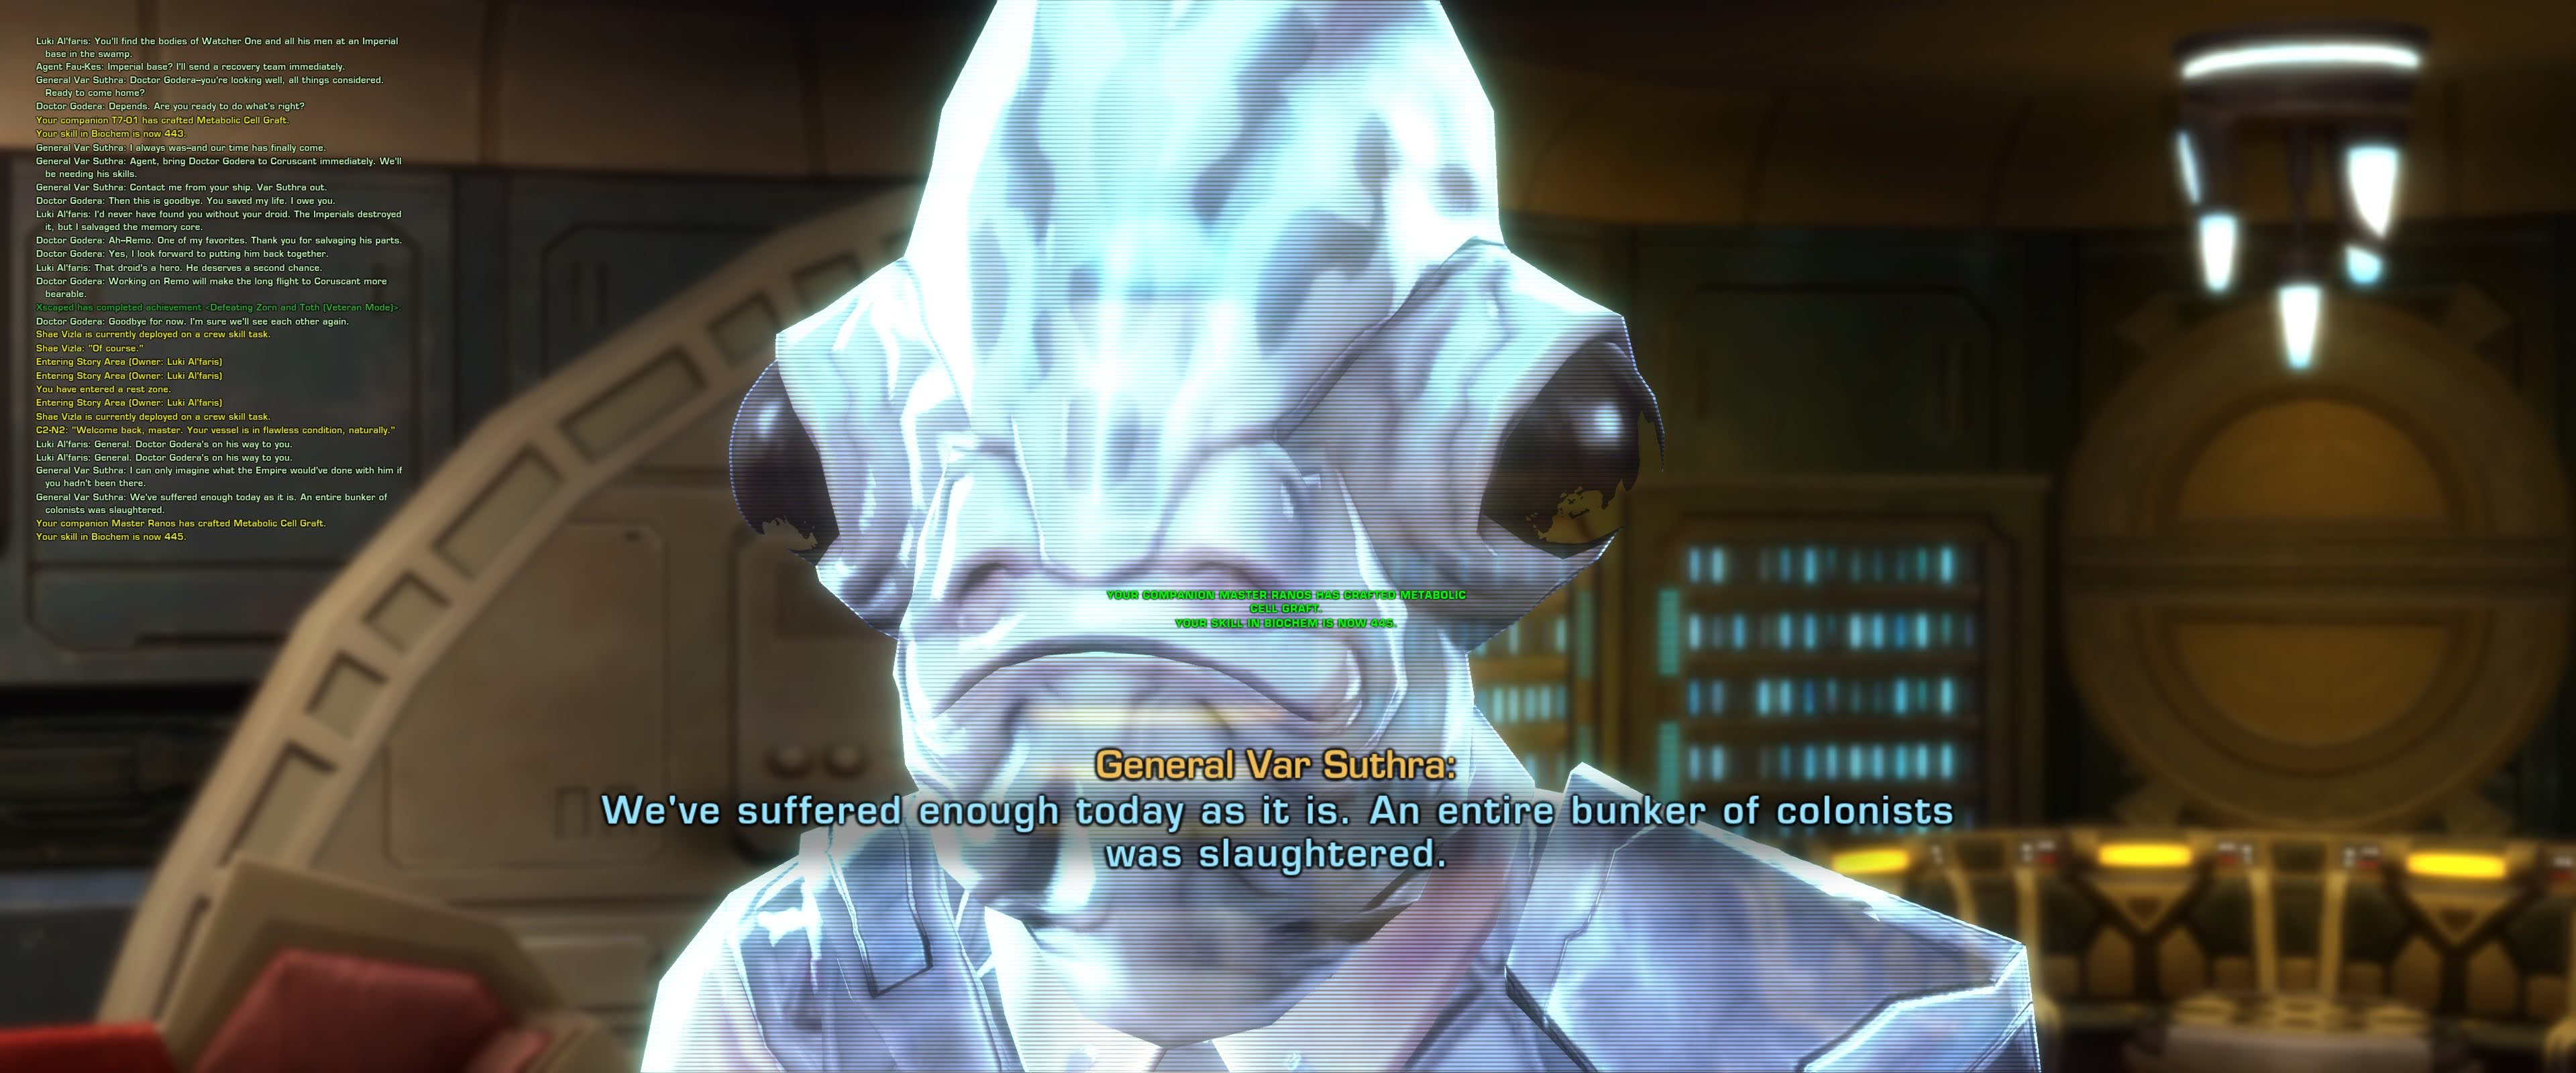 Luki Al'faris: You'll find the bodies of Watcher One and all his men at an Imperial
base in the swamp.
Agent Fau-Kes: Imperial base? I'll send a recovery team immediately.
General Var Suthra: Doctor Godera—you're looking well, all things considered.
Ready to come home?
Doctor Godera: Depends. Are you ready to do what's right?
Your companion T7-O1 has crafted Metabolic Cell Graft.
Your skill in Biochem is now 443.
General Var Suthra: I always was—and our time has finally come.
General Var Suthra: Agent, bring Doctor Godera to Coruscant immediately. We'll
be needing his skills.
General Var Suthra: Contact me from your ship. Var Suthra out.
Doctor Godera: Then this is goodbye. You saved my life. I owe you.
Luki Al'faris: I'd never have found you without your droid. The Imperials destroyed
it, but I salvaged the memory core.
Doctor Godera: Ah—Remo. One of my favorites. Thank you for salvaging his parts.
Doctor Godera: Yes, I look forward to putting him back together.
Luki Al'faris: That droid's a hero. He deserves a second chance.
Doctor Godera: Working on Remo will make the long flight to Coruscant more
bearable.
Xscaped has completed achievement <Defeating Zorn and Toth (Veteran Mode)>
Doctor Godera: Goodbye for now. I'm sure we'll see each other again.
Shae Vizla is currently deployed on a crew skill task.
Shae Vizla: "Of course."
Entering Story Area (Owner: Luki Al'faris)
Entering Story Area (Owner: Luki Al'faris)
You have entered a rest zone.
Entering Story Area (Owner: Luki Al'faris)
Shae Vizla is currently deployed on a crew skill task.
C2-N2: "Welcome back, master. Your vessel is in flawless condition, naturally."
Luki Al'faris: General. Doctor Godera's on his way to you.
Luki Al'faris: General. Doctor Godera's on his way to you.
General Var Suthra: I can only imagine what the Empire would've done with him if
you hadn't been there.
General Var Suthra: We've suffered enough today as it is. An entire bunker of
colonists was slaughtered.
Your companion Master Ranos has crafted Metabolic Cell Graft.
Your skill in Biochem is now 445.
YOUR COMPANION MASTER RANOS HAS CRAFTED METABOLIC
CELL GRAFT.
YOUR SKILL IN BIOCHEM IS NOW 445.
General Var Suthra:
We've suffered enough today as it is. An entire bunker of colonists
was slaughtered.